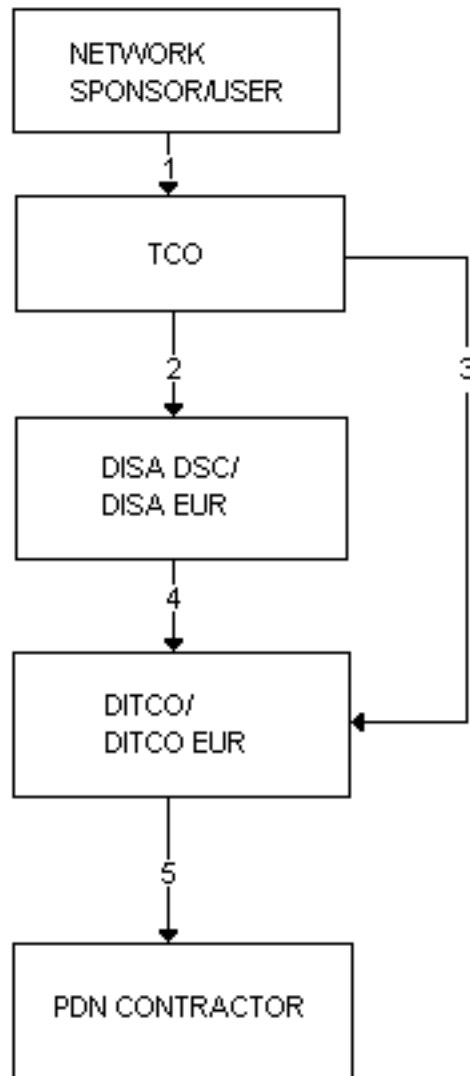 NETWORK
SPONSOR/USER
1
TCO
2
3
DISA DSC/
DISA EUR
4
DITCO/
DITCO EUR
5
PDN CONTRACTOR